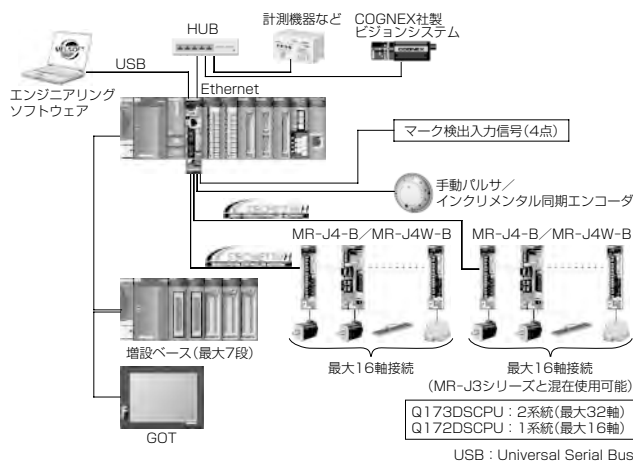 計測機器など
COGNEX社製
ビジョンシステム
HUB
COGNEX
MELSOFT
USB
Ethernet
エンジニアリング
ソフトウェア
マーク検出入力信号(4点)
手動パルサ/
インクリメンタル同期エンコーダ
MR-J4-B/MR-J4W-B
MR-J4-B/MR-J4W-B
増設ベース(最大7段)
最大16軸接続
最大16軸接続
(MR-J3シリーズと混在使用可能)
Q173DSCPU:2系統(最大32軸)
Q172DSCPU:1系統(最大16軸)
GOT
USB:Universal Serial Bus